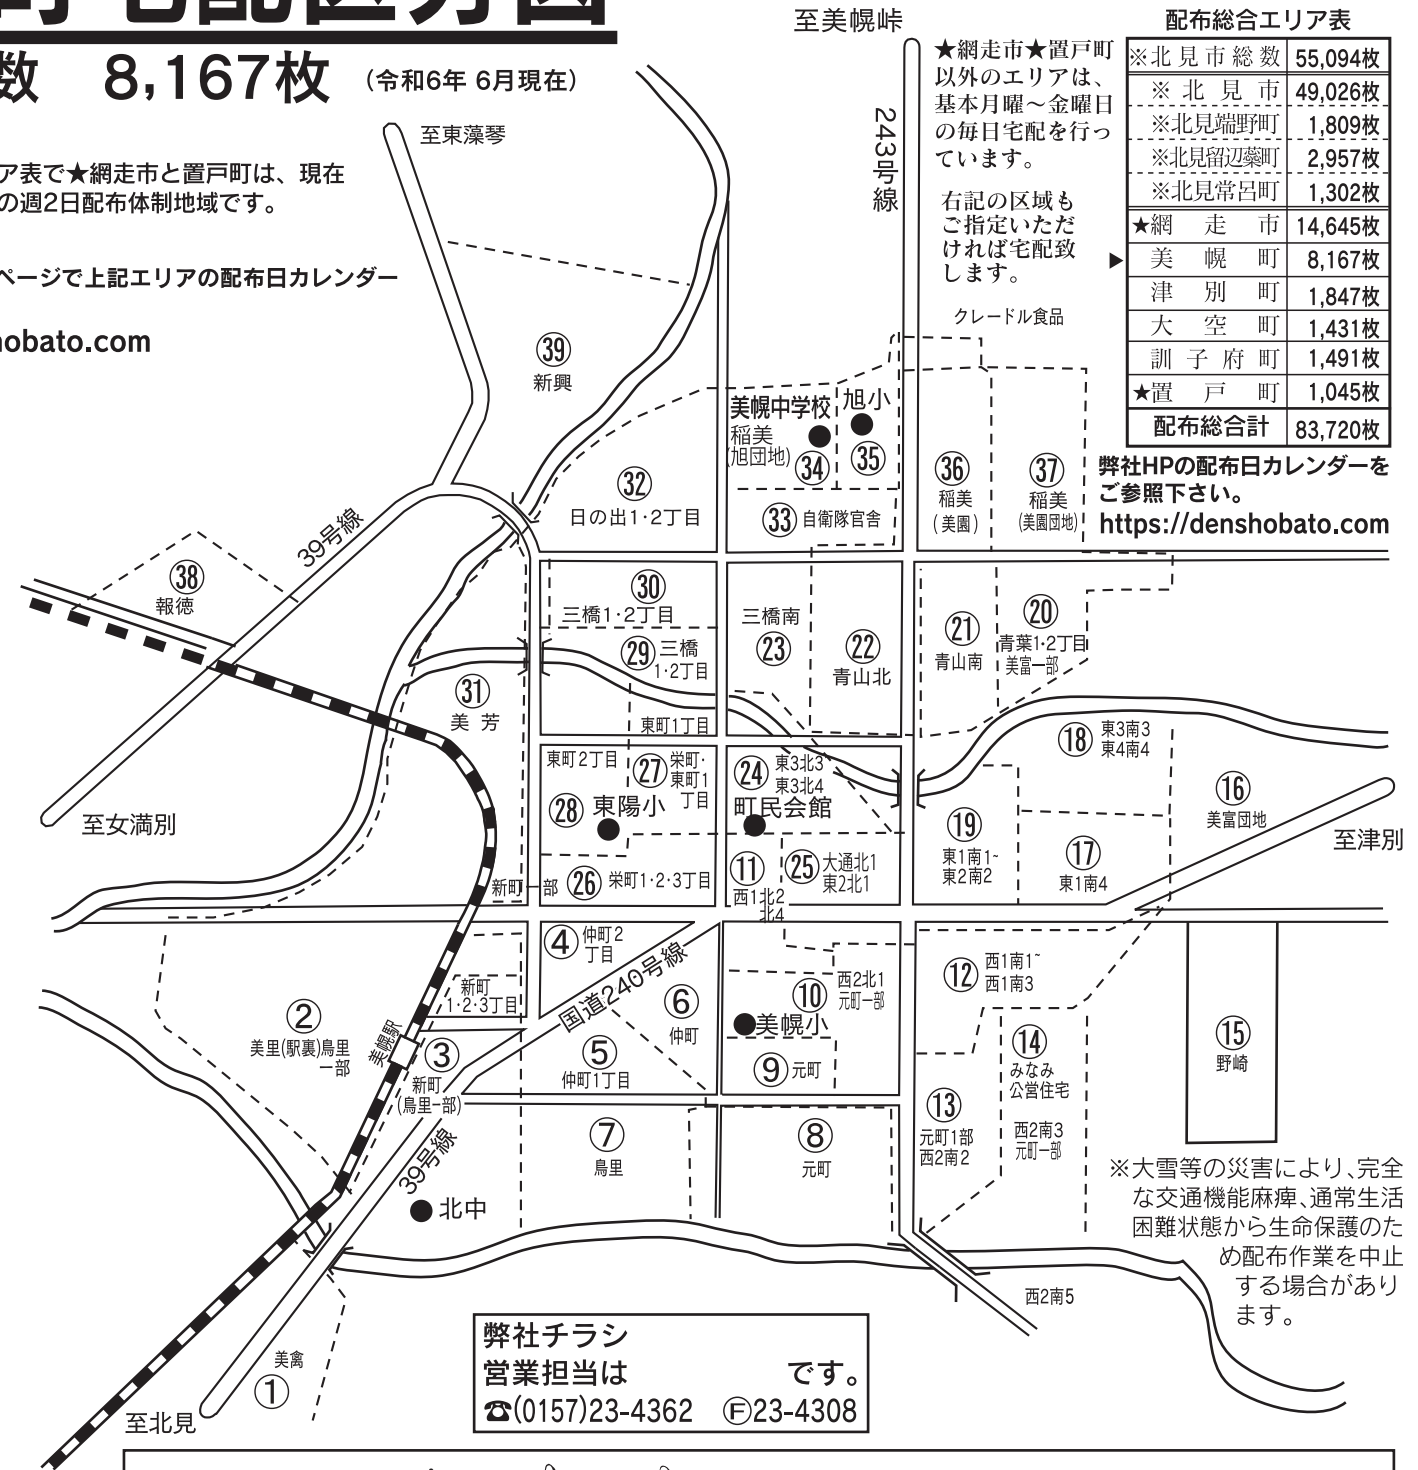 町宅配区分図
数 8,167枚 (令和6年 6月現在)
ア表で★網走市と置戸町は、現在
の週2日配布体制地域です。
ページで上記エリアの配布日カレンダー
hobato.com
至美幌峠
243号線
至東藻琴
★網走市★置戸町
以外のエリアは、
基本月曜〜金曜日
の毎日宅配を行っ
ています。
右記の区域も
ご指定いただ
ければ宅配致
します。
▶
配布総合エリア表
※北見市総数 55,094枚
※北見市 49,026枚
※北見端野町 1,809枚
※北見留辺蘂町 2,957枚
※北見常呂町 1,302枚
★網走市 14,645枚
美幌町 8,167枚
津別町 1,847枚
大空町 1,431枚
訓子府町 1,491枚
★置戸町 1,045枚
配布総合計 83,720枚
弊社HPの配布日カレンダーを
ご参照下さい。
https://denshobato.com
クレードル食品
㊴
新興
美幌中学校
稲美
(旭団地)
㉞
旭小
㉟
㊱
稲美
(美園)
㊲
稲美
(美園団地)
㉜
日の出1・2丁目
㉝ 自衛隊官舎
39号線
㊳
報徳
㉚
三橋1・2丁目
㉙ 三橋
1・2丁目
三橋南
㉓
㉒
青山北
㉑
青山南
⑳
青葉1・2丁目
美富一部
㉛
美芳
東町1丁目
東町2丁目
㉗ 栄町・
東町1
丁目
㉔ 東3北3
東3北4
町民会館
⑱ 東3南3
東4南4
㉘ 東陽小
⑯
美富団地
至女満別
至津別
⑲
東1南1~
東2南2
⑰
東1南4
新町一部
㉖ 栄町1・2・3丁目
⑪
西1北2
北4
㉕ 大通北1
東2北1
④ 仲町2
丁目
国道240号線
新町
1・2・3丁目
②
美里(駅裏)鳥里
一部
美幌駅
③
新町
(鳥里一部)
⑥
仲町
⑤
仲町1丁目
⑩
西2北1
元町一部
美幌小
⑨ 元町
⑫ 西1南1~
西1南3
⑭
みなみ
公営住宅
西2南3
元町一部
⑮
野崎
⑬
元町1部
西2南2
⑦
鳥里
⑧
元町
39号線
北中
西2南5
※大雪等の災害により、完全
な交通機能麻痺、通常生活
困難状態から生命保護のた
め配布作業を中止
する場合があり
ます。
美禽
①
至北見
弊社チラシ
営業担当は です。
☎(0157)23-4362 Ⓕ23-4308